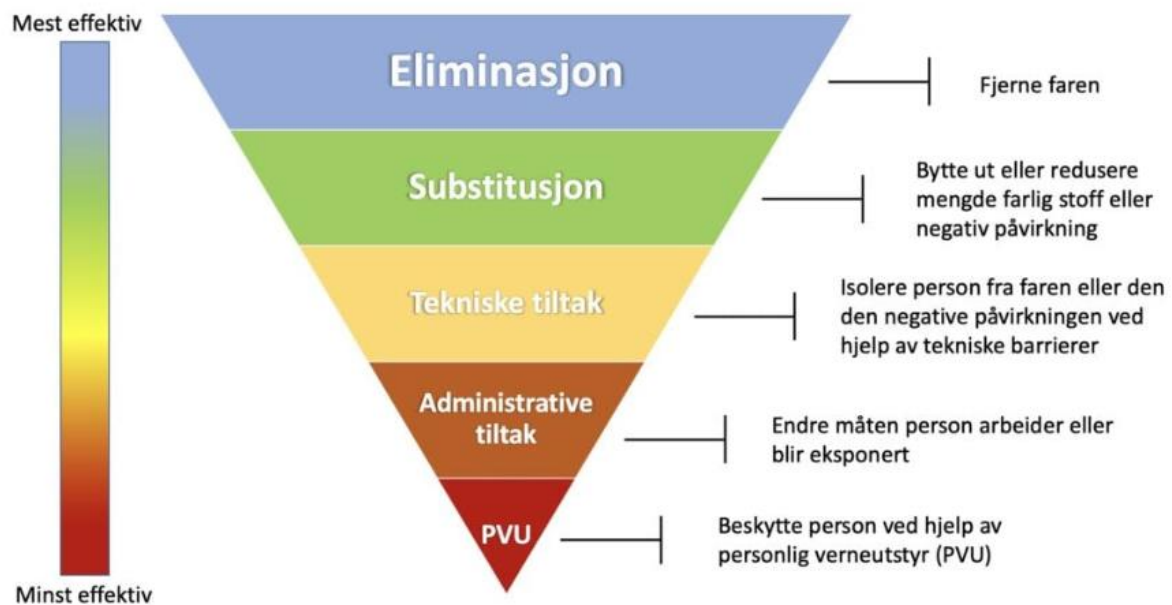 Mest effektiv
Eliminasjon
Fjerne faren
Substitusjon
Bytte ut eller redusere
mengde farlig stoff eller
negativ påvirkning
Tekniske tiltak
Isolere person fra faren eller den
den negative påvirkningen ved
hjelp av tekniske barrierer
Administrative
tiltak
Endre måten person arbeider eller
blir eksponert
PVU
Beskytte person ved hjelp av
personlig verneutstyr (PVU)
Minst effektiv